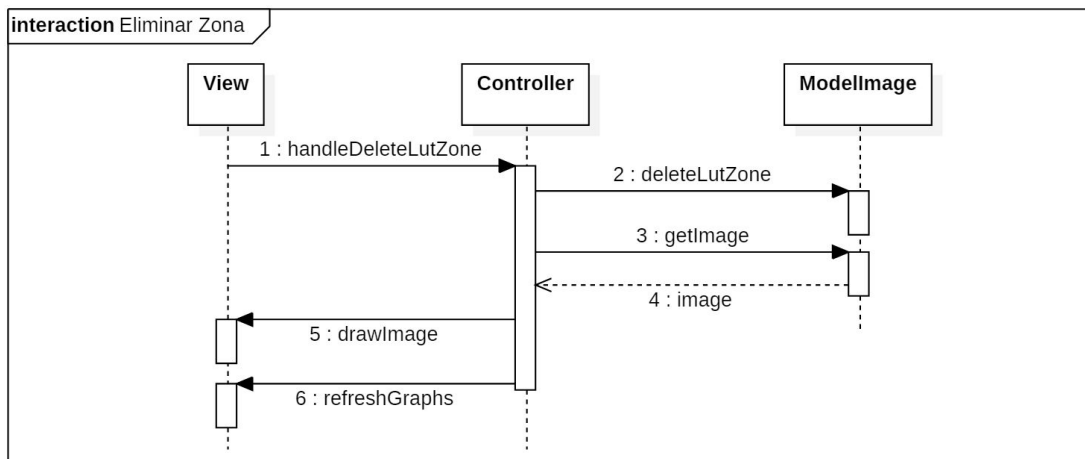 interaction Eliminar Zona
View
Controller
ModelImage
1 : handleDeleteLutZone
2 : deleteLutZone
3 : getImage
4 : image
5 : drawImage
6 : refreshGraphs